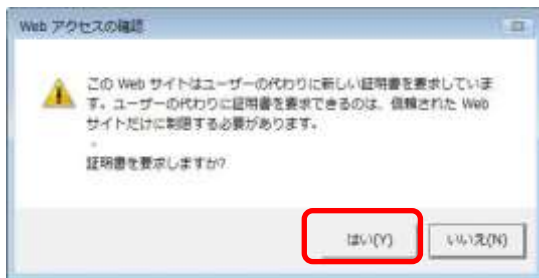 Web アクセスの確認
この Web サイトはユーザーの代わりに新しい証明書を要求していま
す。ユーザーの代わりに証明書を要求できるのは、信頼された Web
サイトだけに制限する必要があります。
証明書を要求しますか?
はい(Y) いいえ(N)